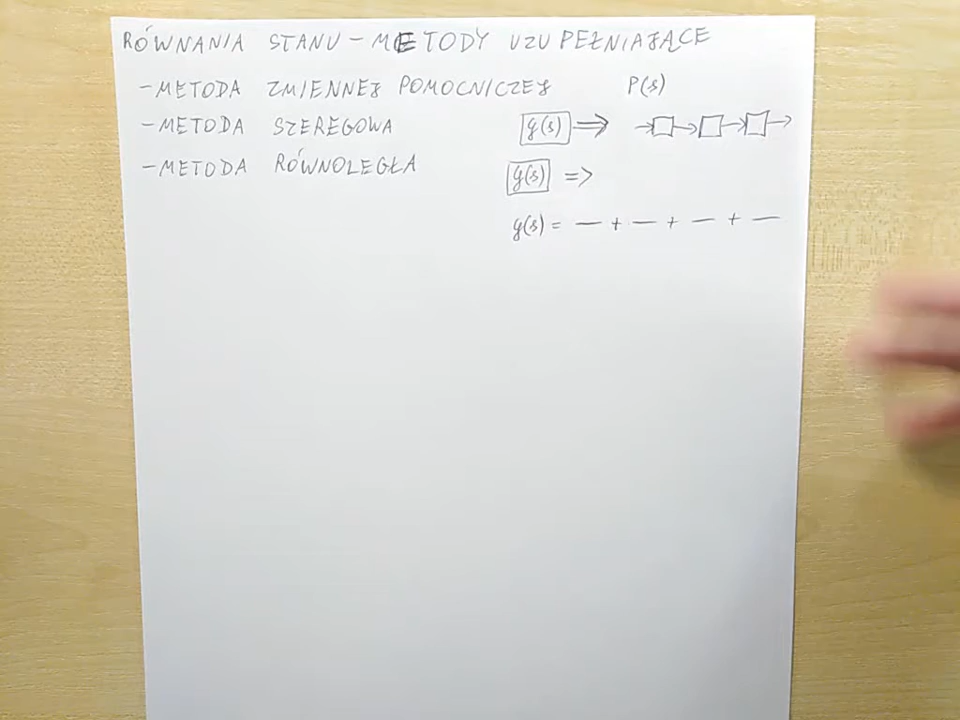 RÓWNANIA STANU - METODY UZUPEŁNIAJĄCE
- METODA ZMIENNEJ POMOCNICZEJ P(s)
- METODA SZEREGOWA g(s) ⇒ → □ → □ → □ →
- METODA RÓWNOLEGŁA g(s) =>
g(s) = — + — + — + —